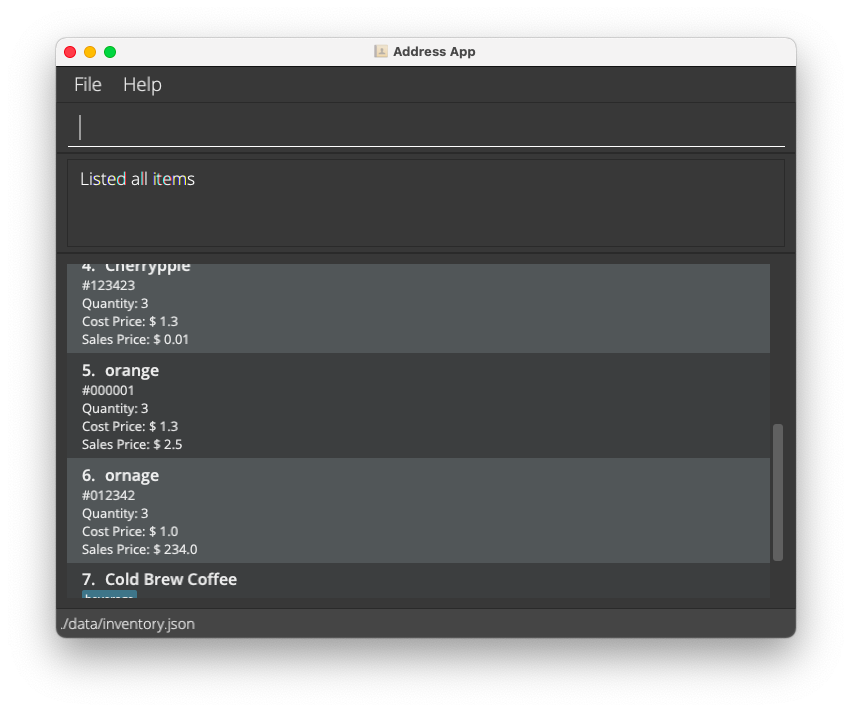 Address App
File Help
Listed all items
4. Cherrypple
#123423
Quantity: 3
Cost Price: $ 1.3
Sales Price: $ 0.01
5. orange
#000001
Quantity: 3
Cost Price: $ 1.3
Sales Price: $ 2.5
6. ornage
#012342
Quantity: 3
Cost Price: $ 1.0
Sales Price: $ 234.0
7. Cold Brew Coffee
beverage
./data/inventory.json